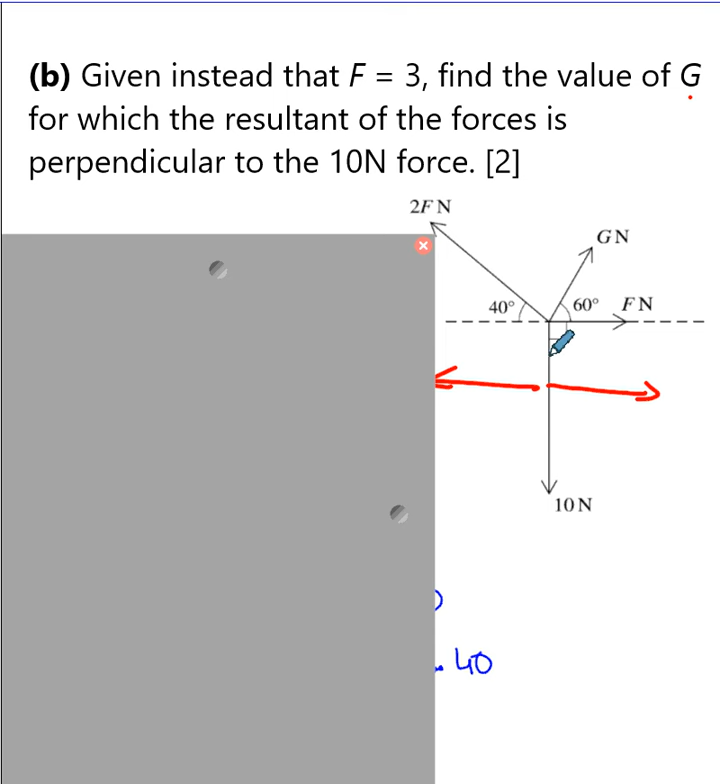 (b) Given instead that F = 3, find the value of G
for which the resultant of the forces is
perpendicular to the 10N force. [2]
2F N
G N
40°
60°
F N
10 N
40